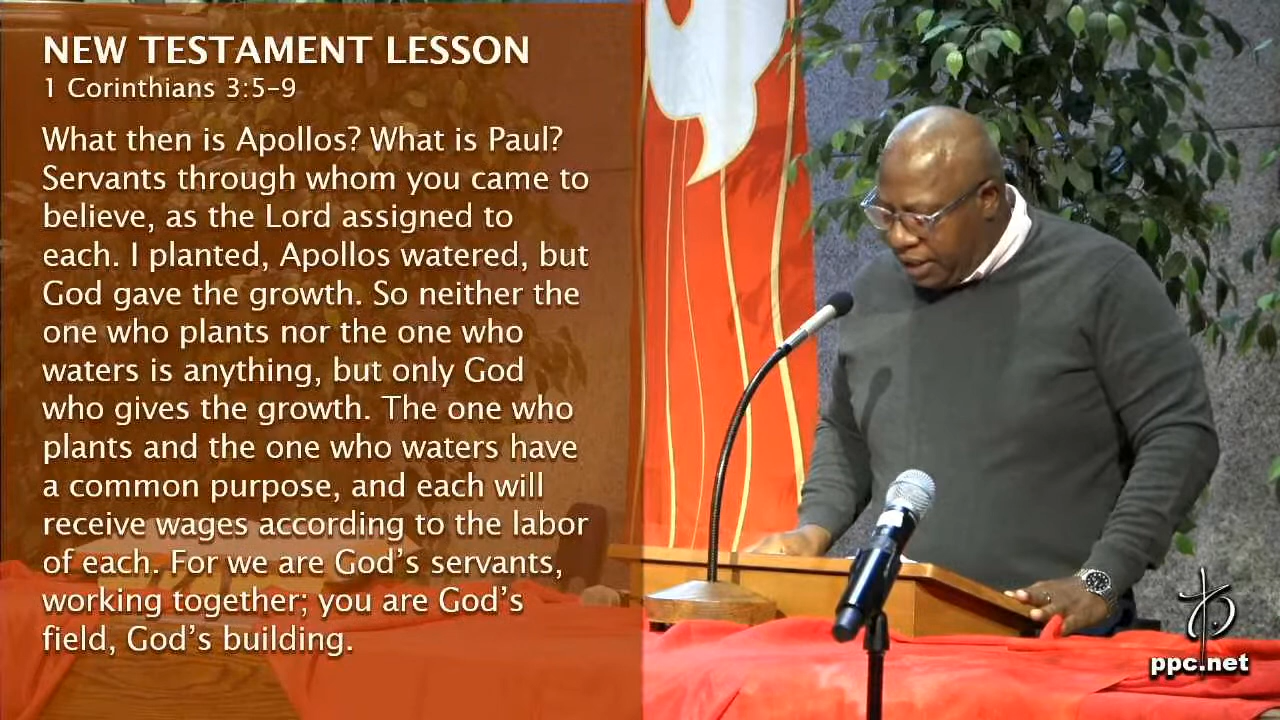 NEW TESTAMENT LESSON
1 Corinthians 3:5–9
What then is Apollos? What is Paul?
Servants through whom you came to
believe, as the Lord assigned to
each. I planted, Apollos watered, but
God gave the growth. So neither the
one who plants nor the one who
waters is anything, but only God
who gives the growth. The one who
plants and the one who waters have
a common purpose, and each will
receive wages according to the labor
of each. For we are God’s servants,
working together; you are God’s
field, God’s building.
ppc.net